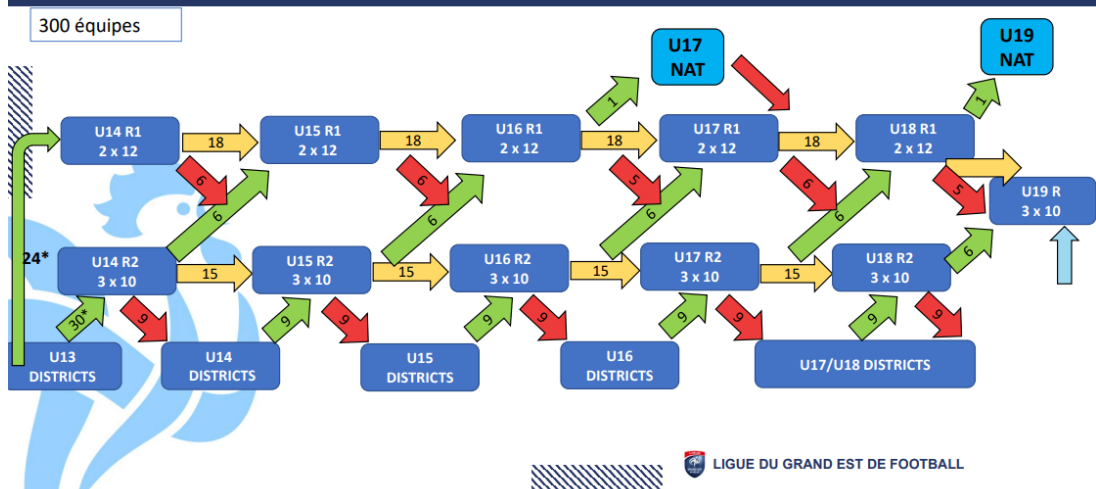 300 équipes
U17
NAT
U19
NAT
1
1
U14 R1
2 x 12
18
U15 R1
2 x 12
18
U16 R1
2 x 12
18
U17 R1
2 x 12
18
U18 R1
2 x 12
6
6
5
6
5
U19 R
3 x 10
6
6
6
6
24*
U14 R2
3 x 10
15
U15 R2
3 x 10
15
U16 R2
3 x 10
15
U17 R2
3 x 10
15
U18 R2
3 x 10
6
30*
9
9
9
9
9
9
9
9
9
U13
DISTRICTS
U14
DISTRICTS
U15
DISTRICTS
U16
DISTRICTS
U17/U18 DISTRICTS
LIGUE DU GRAND EST DE FOOTBALL